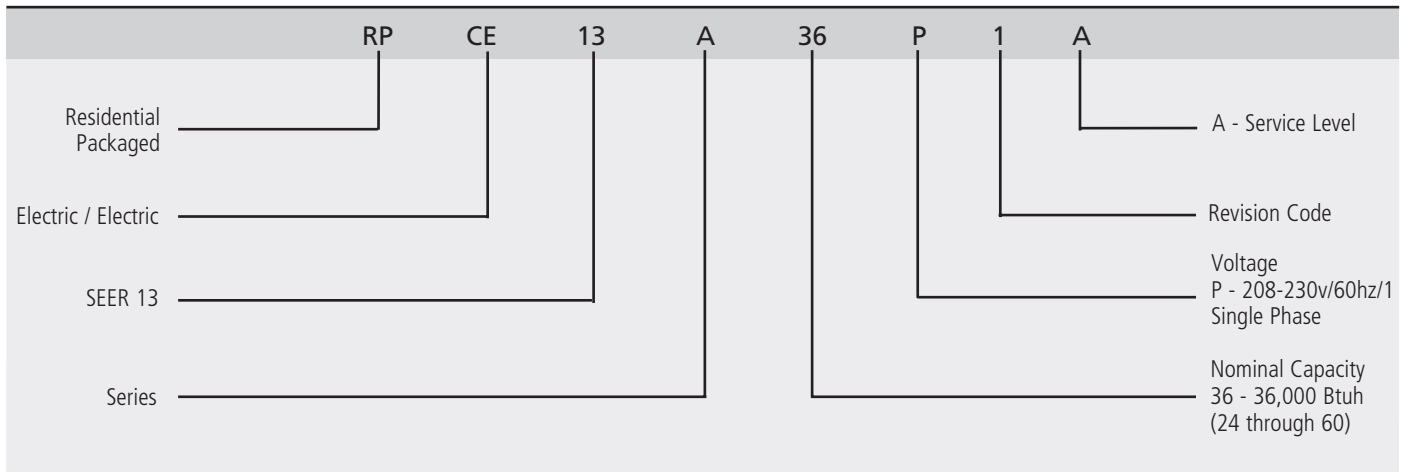 RP CE 13 A 36 P 1 A
Residential
Packaged
Electric / Electric
SEER 13
Series
A - Service Level
Revision Code
Voltage
P - 208-230v/60hz/1
Single Phase
Nominal Capacity
36 - 36,000 Btuh
(24 through 60)